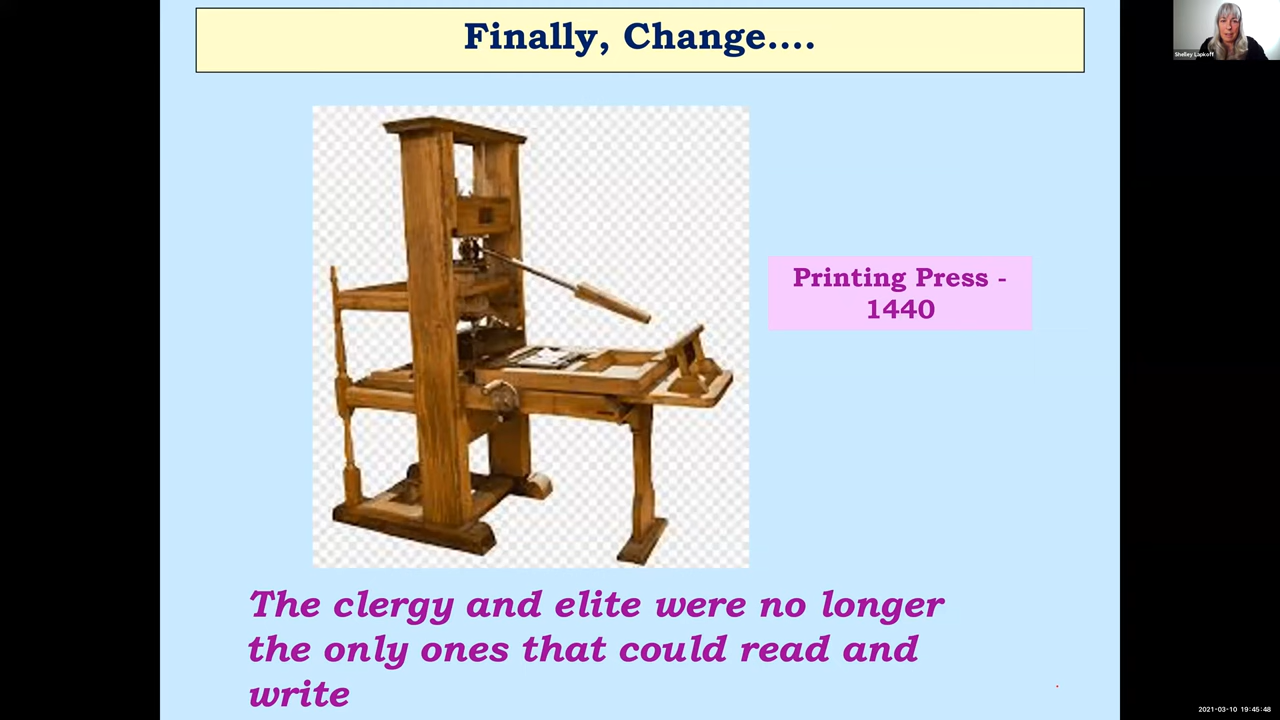 Finally, Change....
Shelley Lapkoff
Printing Press -
1440
The clergy and elite were no longer
the only ones that could read and
write
2021-03-10 19:45:48